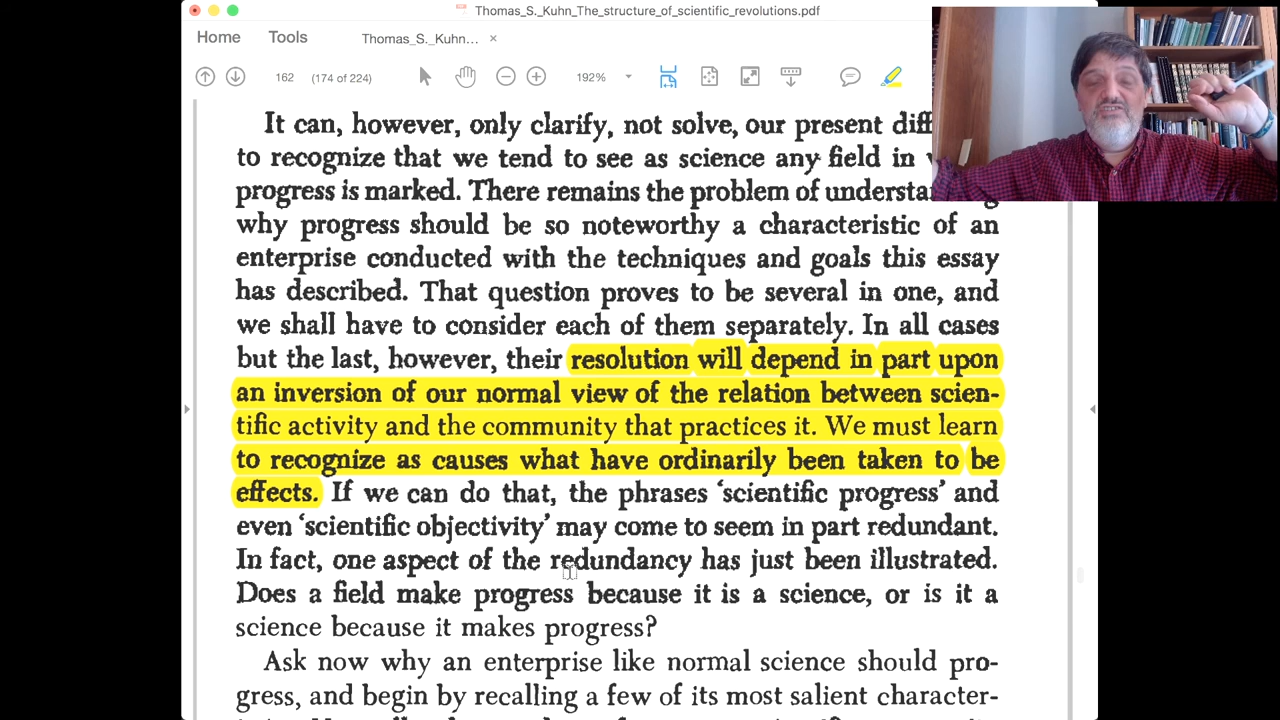 Thomas_S._Kuhn_The_structure_of_scientific_revolutions.pdf
Home Tools Thomas_S._Kuhn... ×
162 (174 of 224) 192%
It can, however, only clarify, not solve, our present
to recognize that we tend to see as science any field in
progress is marked. There remains the problem of
why progress should be so noteworthy a characteristic of an
enterprise conducted with the techniques and goals this essay
has described. That question proves to be several in one, and
we shall have to consider each of them separately. In all cases
but the last, however, their resolution will depend in part upon
an inversion of our normal view of the relation between scien-
tific activity and the community that practices it. We must learn
to recognize as causes what have ordinarily been taken to be
effects. If we can do that, the phrases ‘scientific progress’ and
even ‘scientific objectivity’ may come to seem in part redundant.
In fact, one aspect of the redundancy has just been illustrated.
Does a field make progress because it is a science, or is it a
science because it makes progress?
Ask now why an enterprise like normal science should pro-
gress, and begin by recalling a few of its most salient character-